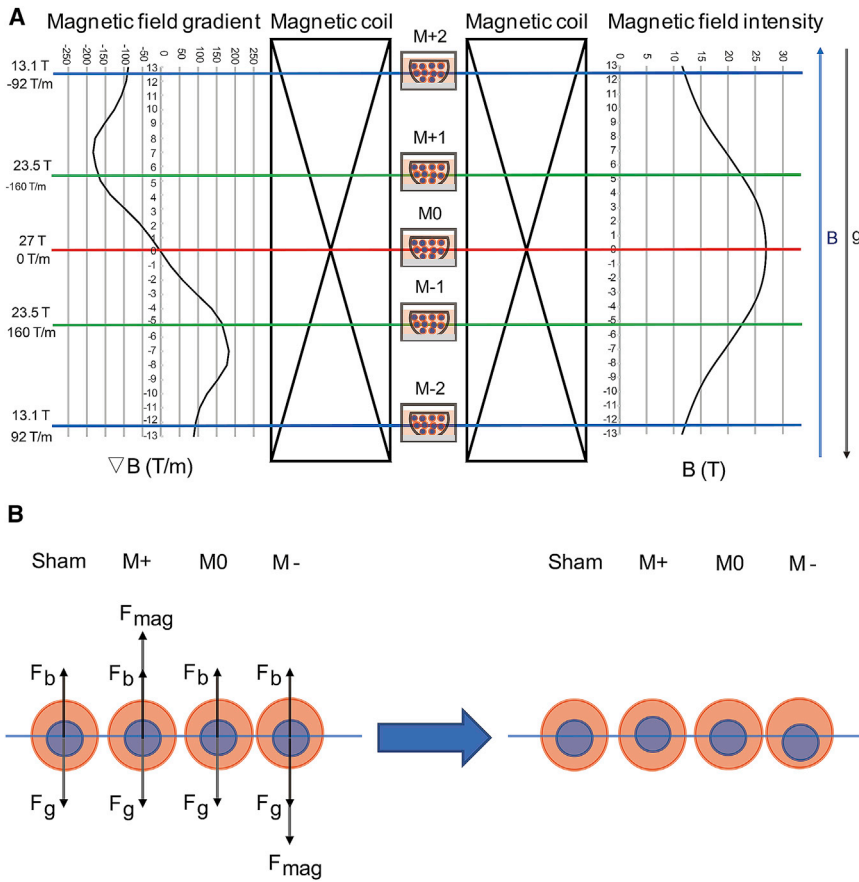 A
Magnetic field gradient
Magnetic coil
Magnetic coil
Magnetic field intensity
-250 -200 -150 -100 -50 0 50 100 150 200 250
0 5 10 15 20 25 30
M+2
M+1
M0
M-1
M-2
13.1 T
-92 T/m
23.5 T
-160 T/m
27 T
0 T/m
23.5 T
160 T/m
13.1 T
92 T/m
13
12
11
10
9
8
7
6
5
4
3
2
1
0
-1
-2
-3
-4
-5
-6
-7
-8
-9
-10
-11
-12
-13
13
12
11
10
9
8
7
6
5
4
3
2
1
0
-1
-2
-3
-4
-5
-6
-7
-8
-9
-10
-11
-12
-13
B
g
▽B (T/m)
B (T)
B
Sham M+ M0 M-
Sham M+ M0 M-
Fmag
Fb Fb Fb Fb
Fg Fg Fg Fg
Fmag